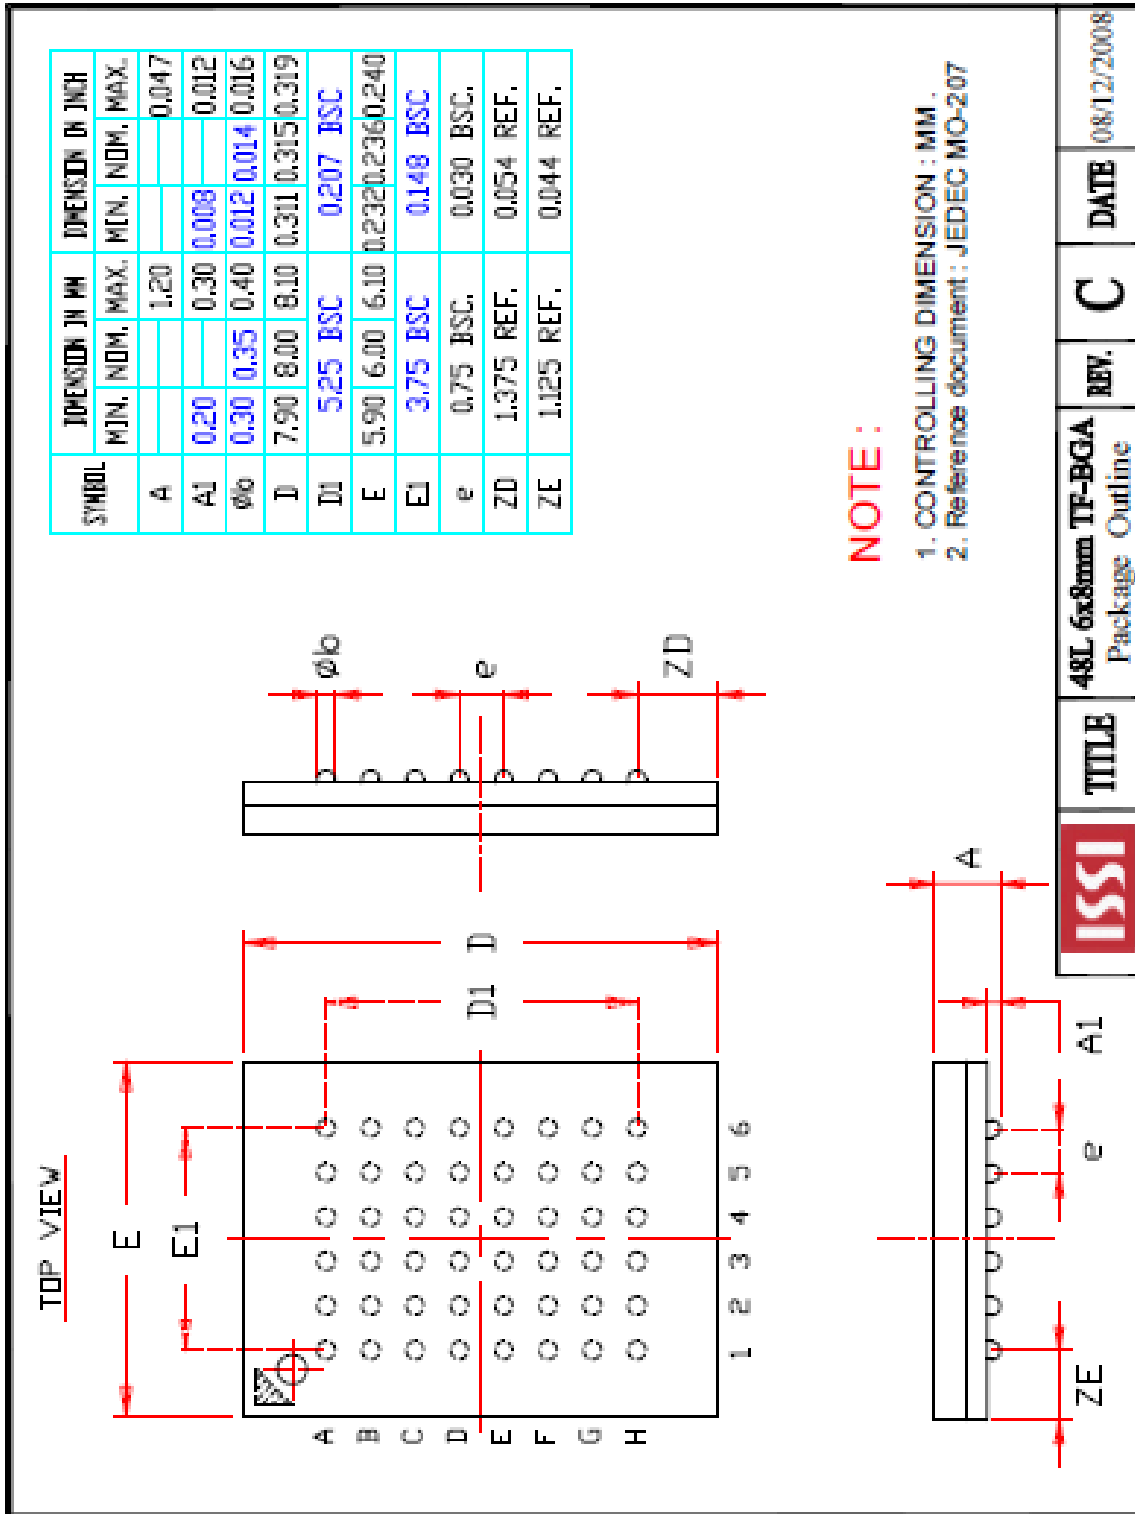 TOP VIEW
E
E1
A
B
C
D
E
F
G
H
1 2 3 4 5 6
D
D1
Øb
e
ZD
ZE
e
A1
A
SYMBOL DIMENSION IN MM DIMENSION IN INCH
MIN. NOM. MAX. MIN. NOM. MAX.
A 1.20 0.047
A1 0.20 0.30 0.008 0.012
Øb 0.30 0.35 0.40 0.012 0.014 0.016
D 7.90 8.00 8.10 0.311 0.315 0.319
D1 5.25 BSC 0.207 BSC
E 5.90 6.00 6.10 0.232 0.236 0.240
E1 3.75 BSC 0.148 BSC
e 0.75 BSC. 0.030 BSC.
ZD 1.375 REF. 0.054 REF.
ZE 1.125 REF. 0.044 REF.
NOTE :
1. CONTROLLING DIMENSION : MM .
2. Reference document : JEDEC MO-207
ISSI
TITLE
48L 6x8mm TF-BGA
Package Outline
REV.
C
DATE
08/12/2008